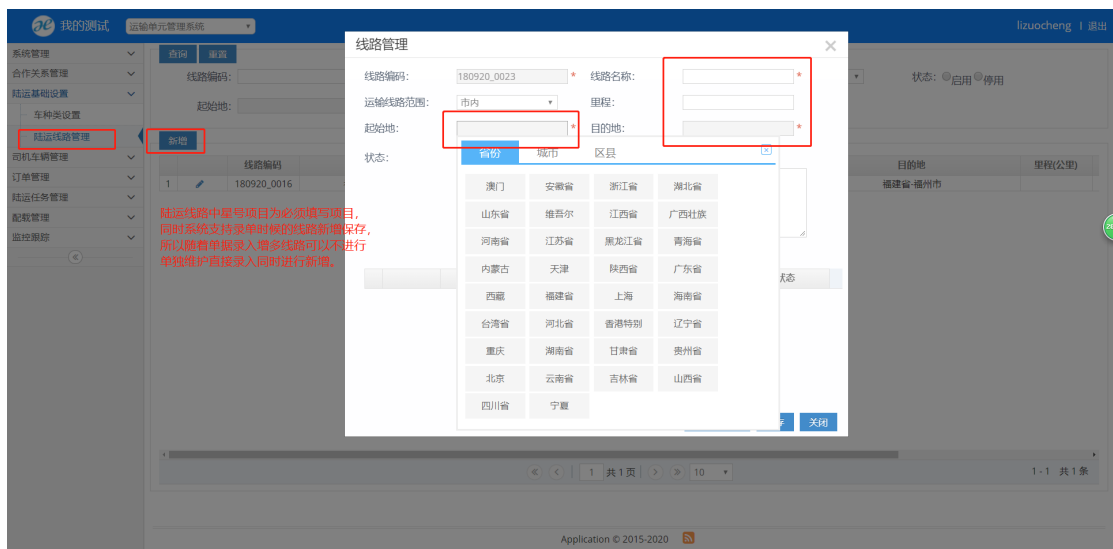 我的测试 运输单元管理系统 lizuocheng | 退出
系统管理
合作关系管理
陆运基础设置
车种类设置
陆运线路管理
司机车辆管理
订单管理
陆运任务管理
配载管理
监控跟踪
查询 重置
线路编码: 状态: 启用 停用
起始地:
新增
线路编码 目的地 里程(公里)
1 180920_0016 福建省-福州市
陆运线路中星号项目为必须填写项目，
同时系统支持录单时候的线路新增保存，
所以随着单据录入增多线路可以不进行
单独维护直接录入同时进行新增。
线路管理
线路编码: 180920_0023 * 线路名称: *
运输线路范围: 市内 里程:
起始地: * 目的地: *
状态:
省份 城市 区县
澳门 安徽省 浙江省 湖北省
山东省 维吾尔 江西省 广西壮族
河南省 江苏省 黑龙江省 青海省
内蒙古 天津 陕西省 广东省
西藏 福建省 上海 海南省
台湾省 河北省 香港特别 辽宁省
重庆 湖南省 甘肃省 贵州省
北京 云南省 吉林省 山西省
四川省 宁夏
状态
关闭
1 共1页 10 1-1 共1条
Application © 2015-2020